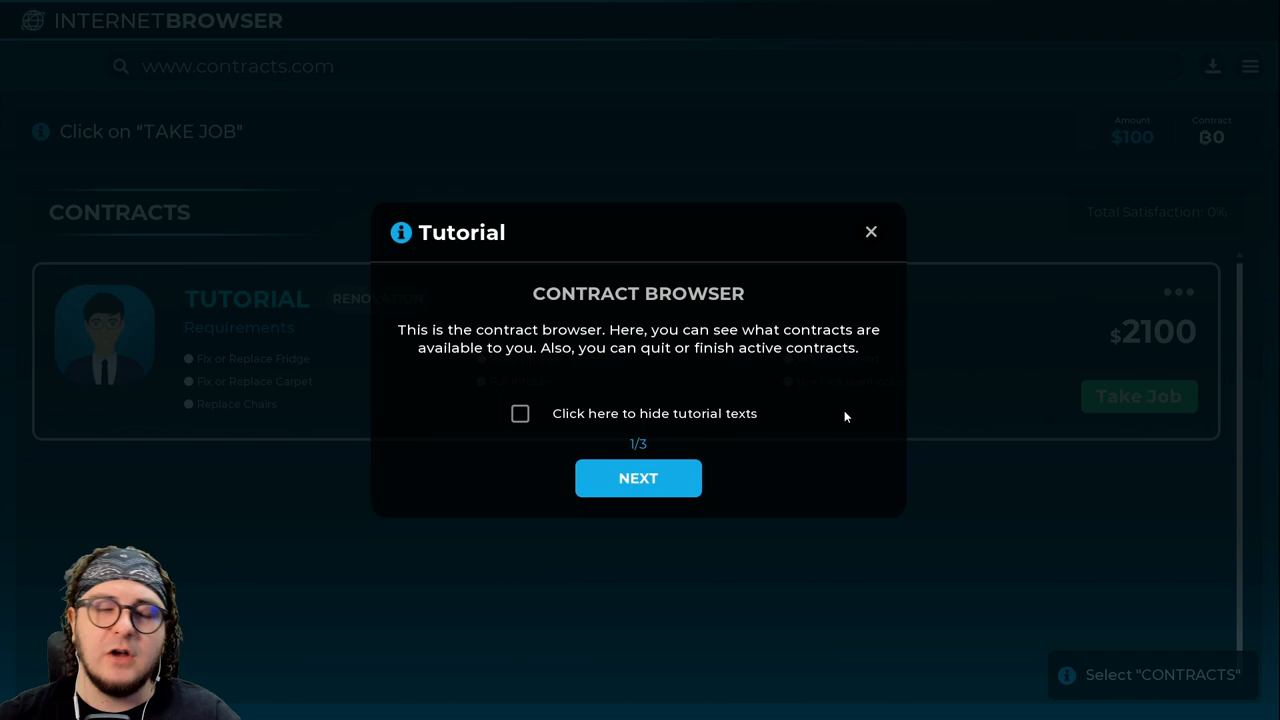 INTERNETBROWSER
www.contracts.com
Click on "TAKE JOB"
Amount
$100
Contract
₿0
CONTRACTS
Total Satisfaction: 0%
Tutorial
CONTRACT BROWSER
This is the contract browser. Here, you can see what contracts are
available to you. Also, you can quit or finish active contracts.
Click here to hide tutorial texts
1/3
NEXT
TUTORIAL
RENOVATION
Requirements
Fix or Replace Fridge
Fix or Replace Carpet
Replace Chairs
$2100
Take Job
Select "CONTRACTS"